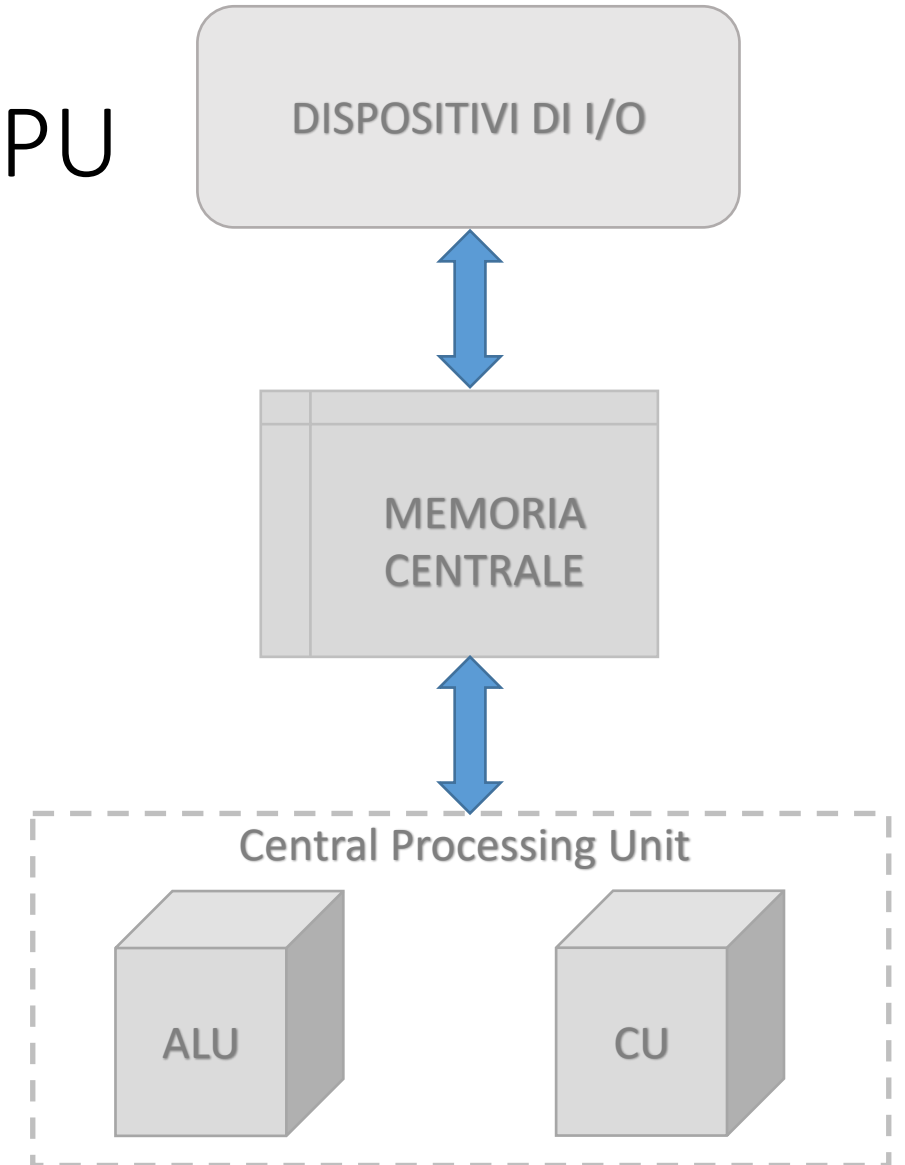 PU
DISPOSITIVI DI I/O
MEMORIA
CENTRALE
Central Processing Unit
ALU
CU